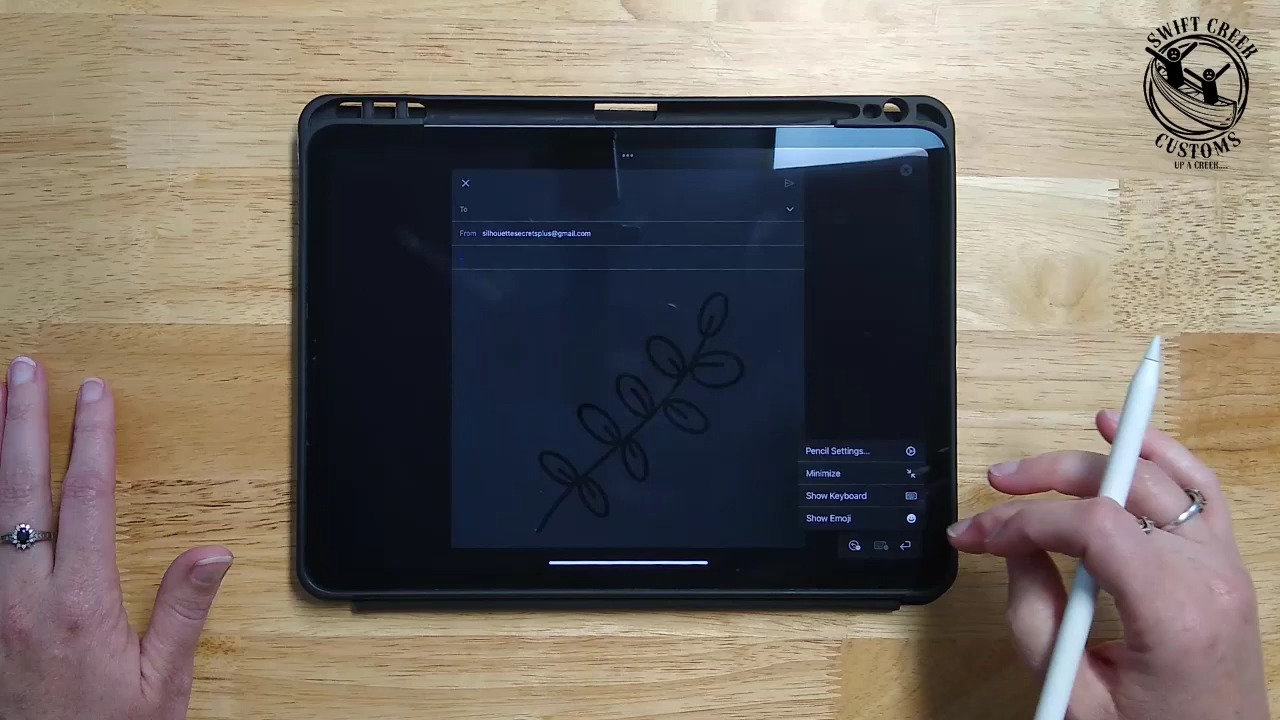 SWIFT CREEK
CUSTOMS
UP A CREEK.....
To
From silhouettesecretsplus@gmail.com
Pencil Settings...
Minimize
Show Keyboard
Show Emoji